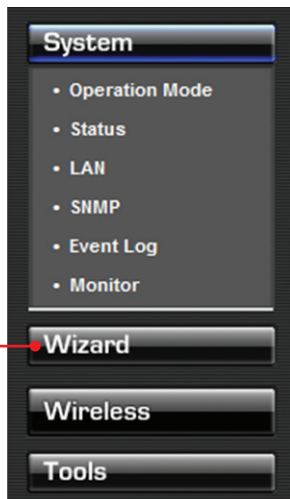 System
• Operation Mode
• Status
• LAN
• SNMP
• Event Log
• Monitor
Wizard
Wireless
Tools